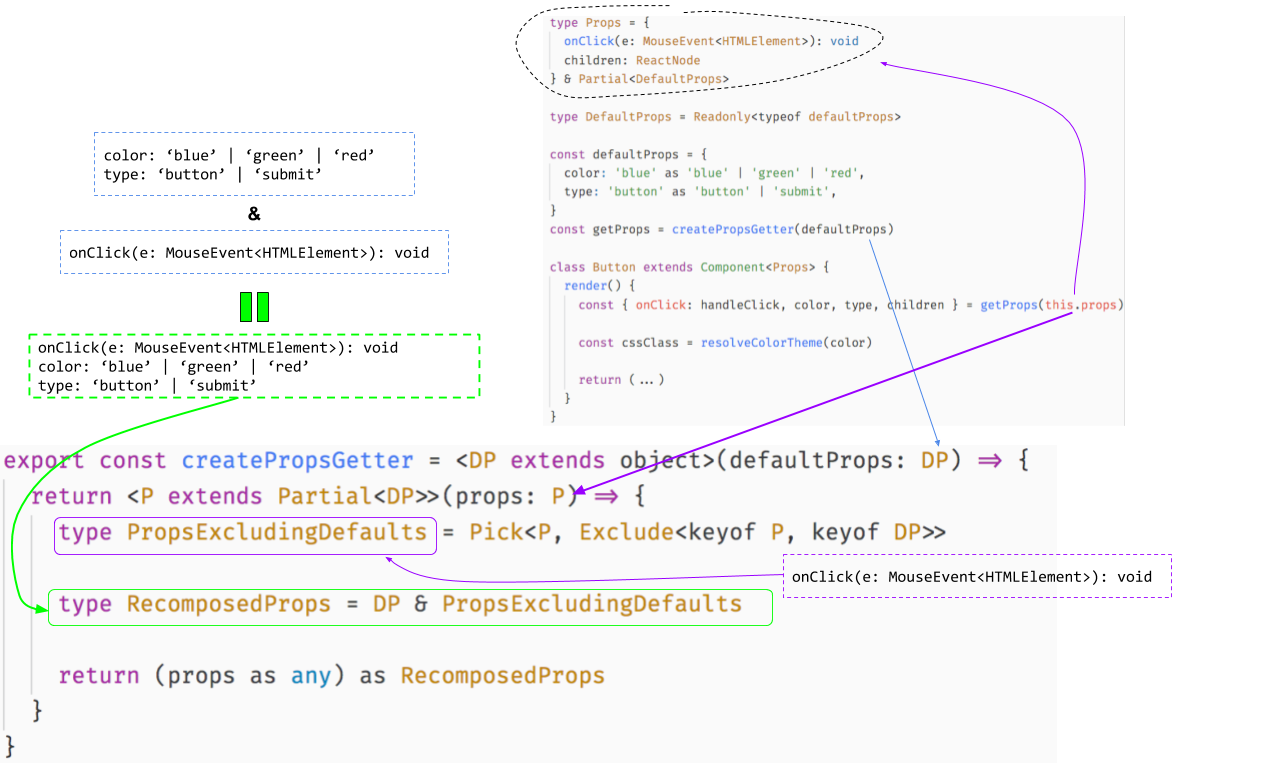 type Props = {
onClick(e: MouseEvent<HTMLElement>): void
children: ReactNode
} & Partial<DefaultProps>
type DefaultProps = Readonly<typeof defaultProps>
const defaultProps = {
color: 'blue' as 'blue' | 'green' | 'red',
type: 'button' as 'button' | 'submit',
}
const getProps = createPropsGetter(defaultProps)
class Button extends Component<Props> {
render() {
const { onClick: handleClick, color, type, children } = getProps(this.props)
const cssClass = resolveColorTheme(color)
return (...)
}
}
color: ‘blue’ | ‘green’ | ‘red’
type: ‘button’ | ‘submit’
&
onClick(e: MouseEvent<HTMLElement>): void
onClick(e: MouseEvent<HTMLElement>): void
color: ‘blue’ | ‘green’ | ‘red’
type: ‘button’ | ‘submit’
export const createPropsGetter = <DP extends object>(defaultProps: DP) => {
return <P extends Partial<DP>>(props: P) => {
type PropsExcludingDefaults = Pick<P, Exclude<keyof P, keyof DP>>
onClick(e: MouseEvent<HTMLElement>): void
type RecomposedProps = DP & PropsExcludingDefaults
return (props as any) as RecomposedProps
}
}